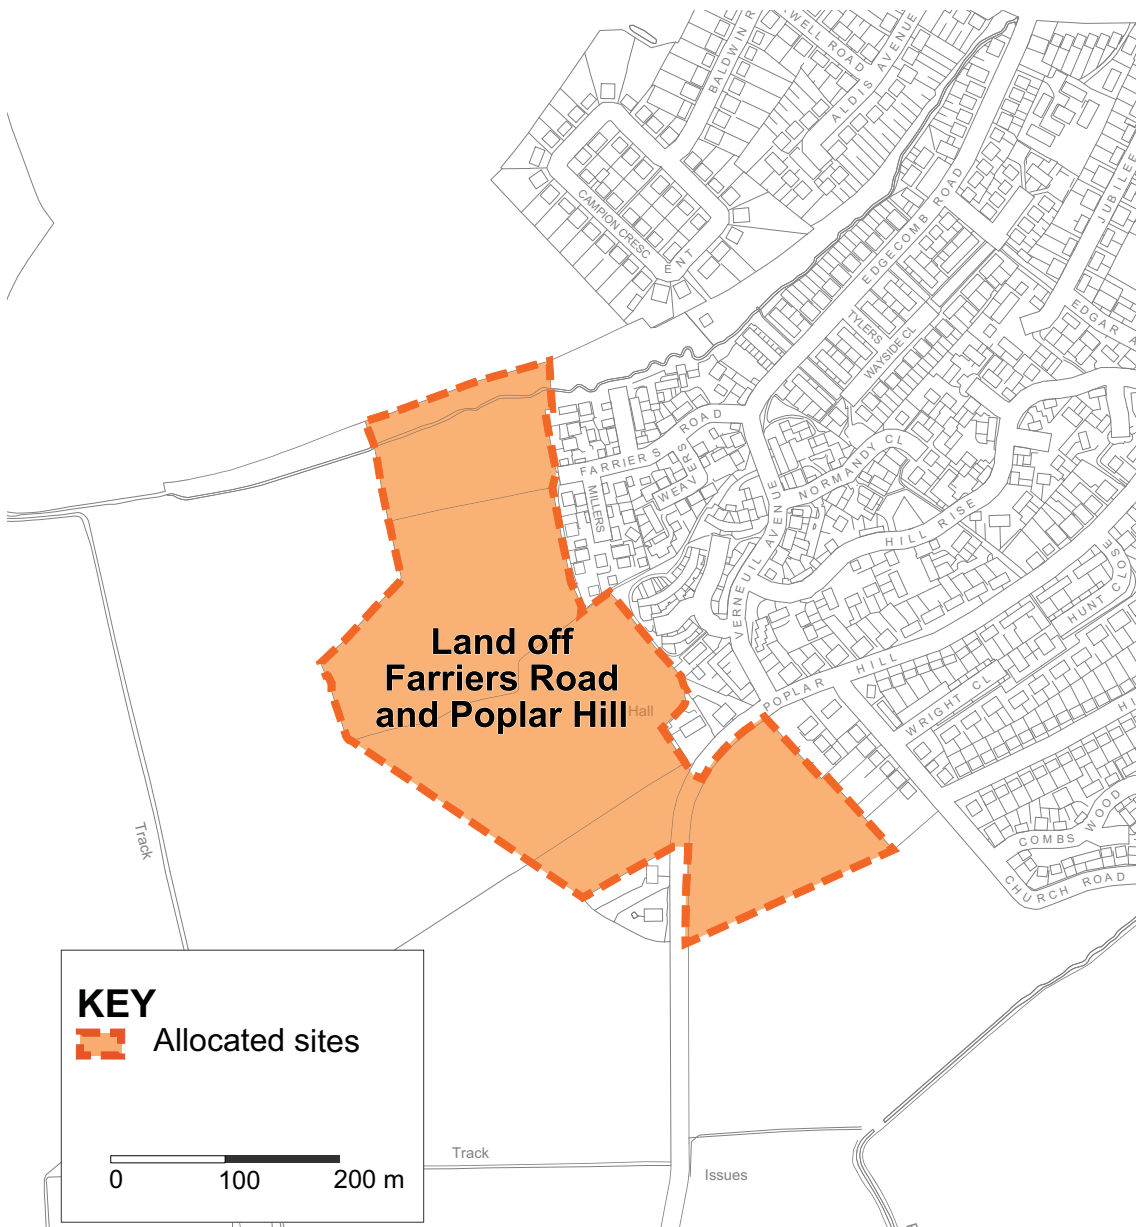 BALDWIN R
WELL ROAD
ALDIS AVENUE
CAMPION CRESC
ENT
EDGECOMB ROAD
JUBILEE
EDGAR A
TYLERS
WAYSIDE CL
FARRIERS ROAD
WEAVERS
MILLERS
NORMANDY CL
VERNEUIL AVENUE
HILL RISE
HUNT CLOSE
Land off
Farriers Road
and Poplar Hill
Hall
POPLAR HILL
WRIGHT CL
HI
COMBS WOOD
CHURCH ROAD
Track
KEY
Allocated sites
0 100 200 m
Track
Issues